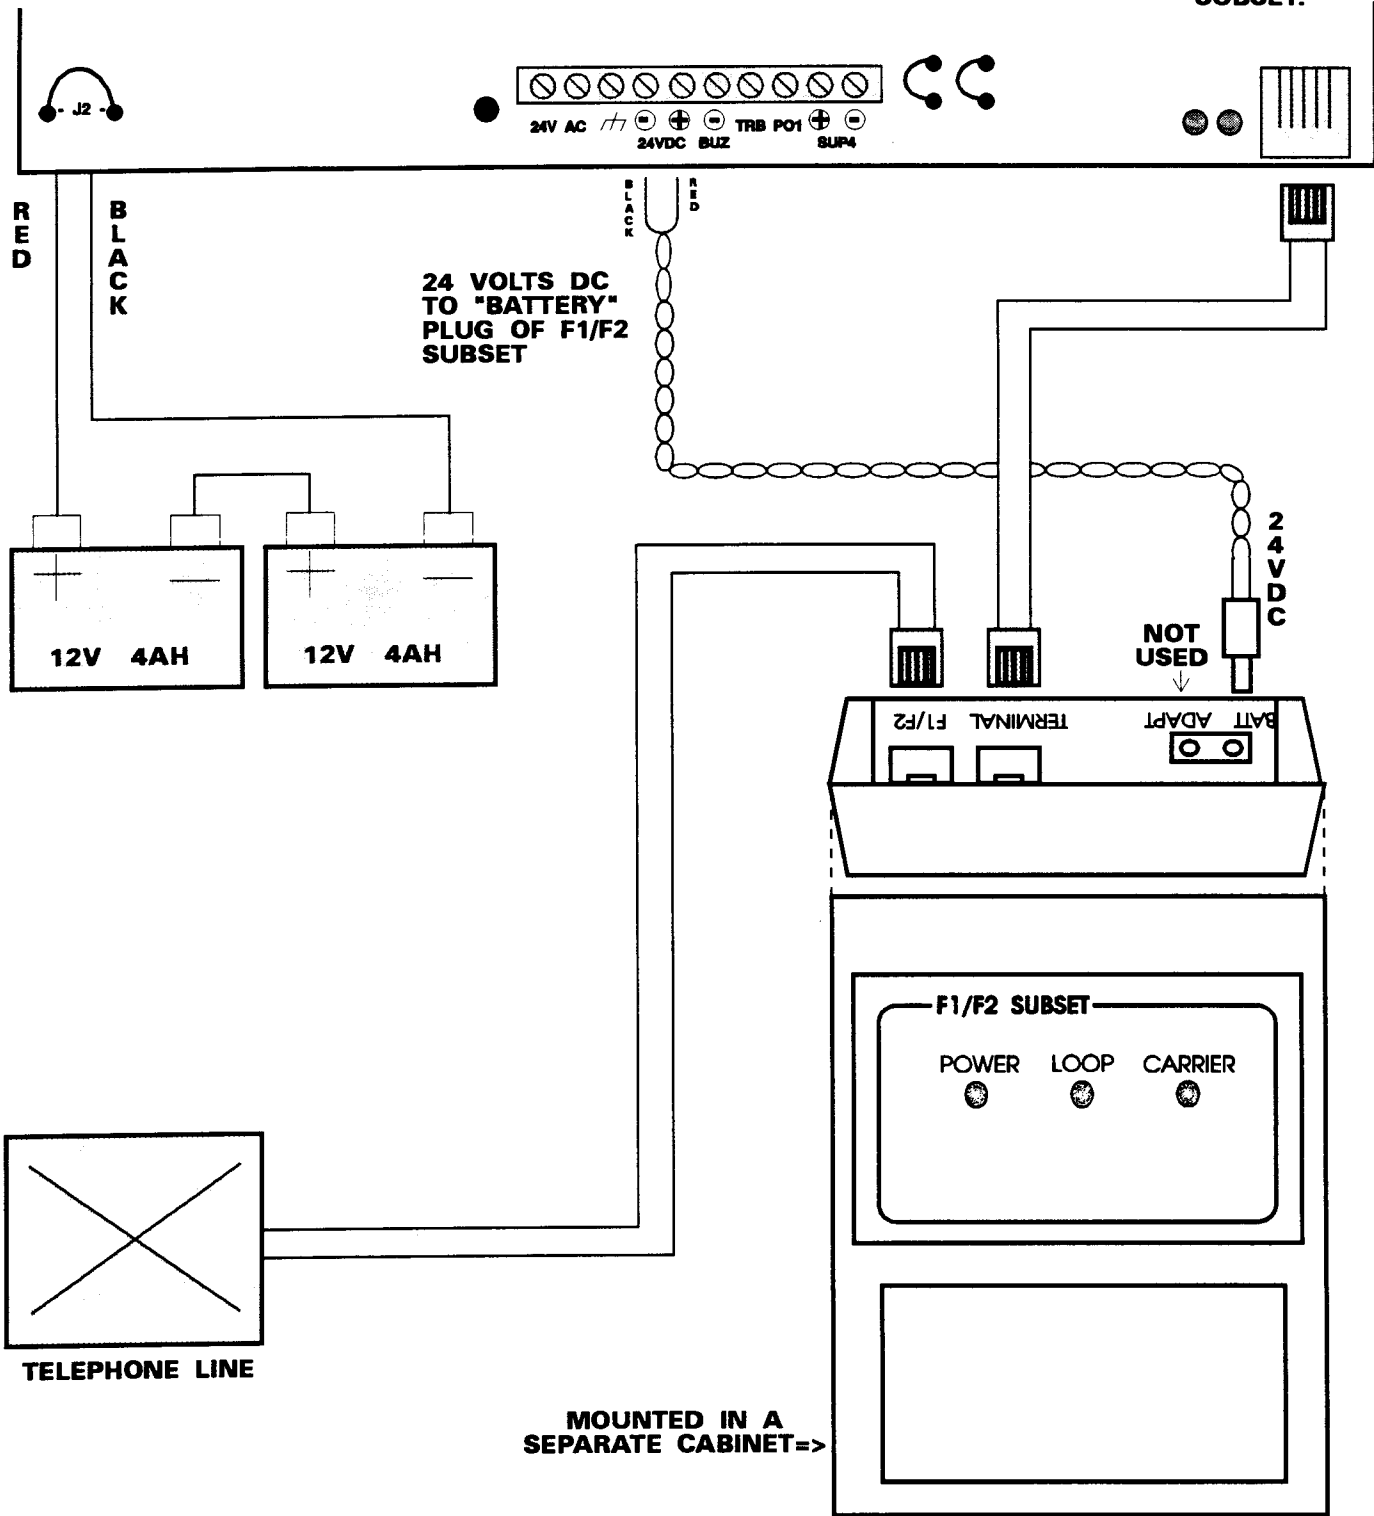 SUBSET.
- J2 -
24V AC - + - TRB PO1 + -
24VDC BUZ SUP4
RED
BLACK
BLACK
RED
24 VOLTS DC
TO "BATTERY"
PLUG OF F1/F2
SUBSET
24VDC
+ -
12V 4AH
+ -
12V 4AH
NOT
USED
F1/F2 TERMINAL ADAPT BATT
F1/F2 SUBSET
POWER LOOP CARRIER
TELEPHONE LINE
MOUNTED IN A
SEPARATE CABINET=>